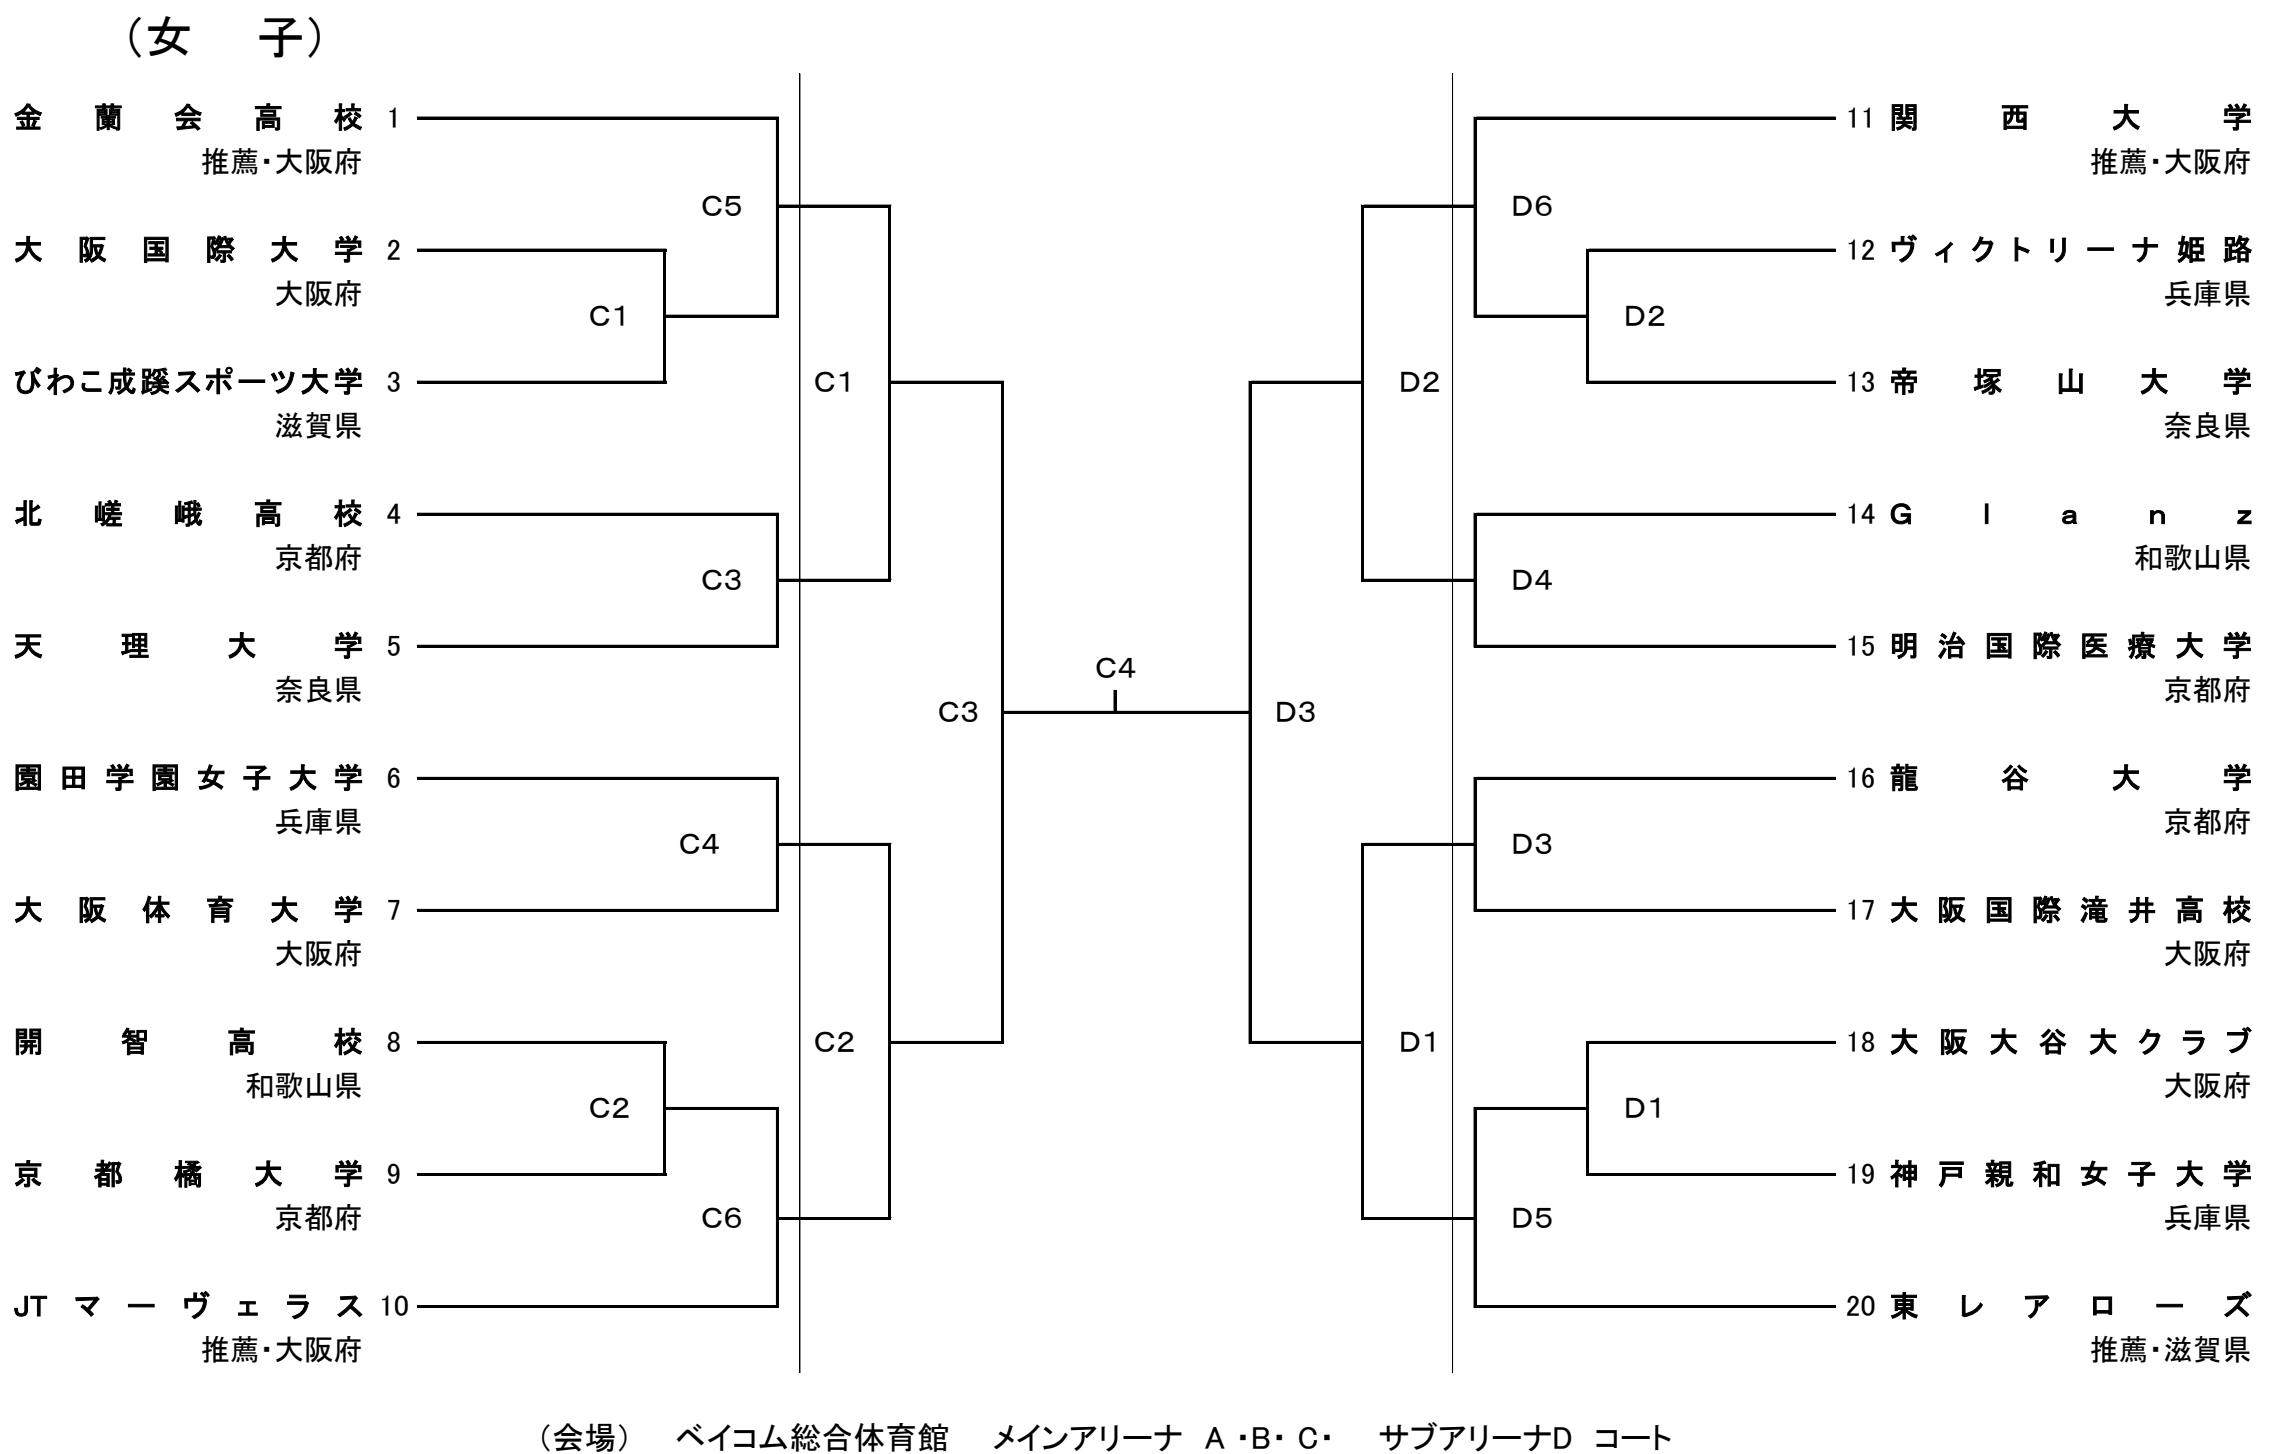 （女　子）
金蘭会高校 1
推薦・大阪府
C5
大阪国際大学 2
大阪府
C1
びわこ成蹊スポーツ大学 3
滋賀県
C1
北嵯峨高校 4
京都府
C3
天理大学 5
奈良県
C3
園田学園女子大学 6
兵庫県
C4
大阪体育大学 7
大阪府
開智高校 8
和歌山県
C2
C2
京都橘大学 9
京都府
C6
JTマーヴェラス 10
推薦・大阪府
C4
11 関西大学
推薦・大阪府
D6
12 ヴィクトリーナ姫路
兵庫県
D2
13 帝塚山大学
奈良県
D2
14 Ｇｌａｎｚ
和歌山県
D4
15 明治国際医療大学
京都府
D3
16 龍谷大学
京都府
D3
17 大阪国際滝井高校
大阪府
18 大阪大谷大クラブ
大阪府
D1
D1
19 神戸親和女子大学
兵庫県
D5
20 東レアローズ
推薦・滋賀県
（会場）　ベイコム総合体育館　メインアリーナ　A ・B・ C・　サブアリーナD　コート